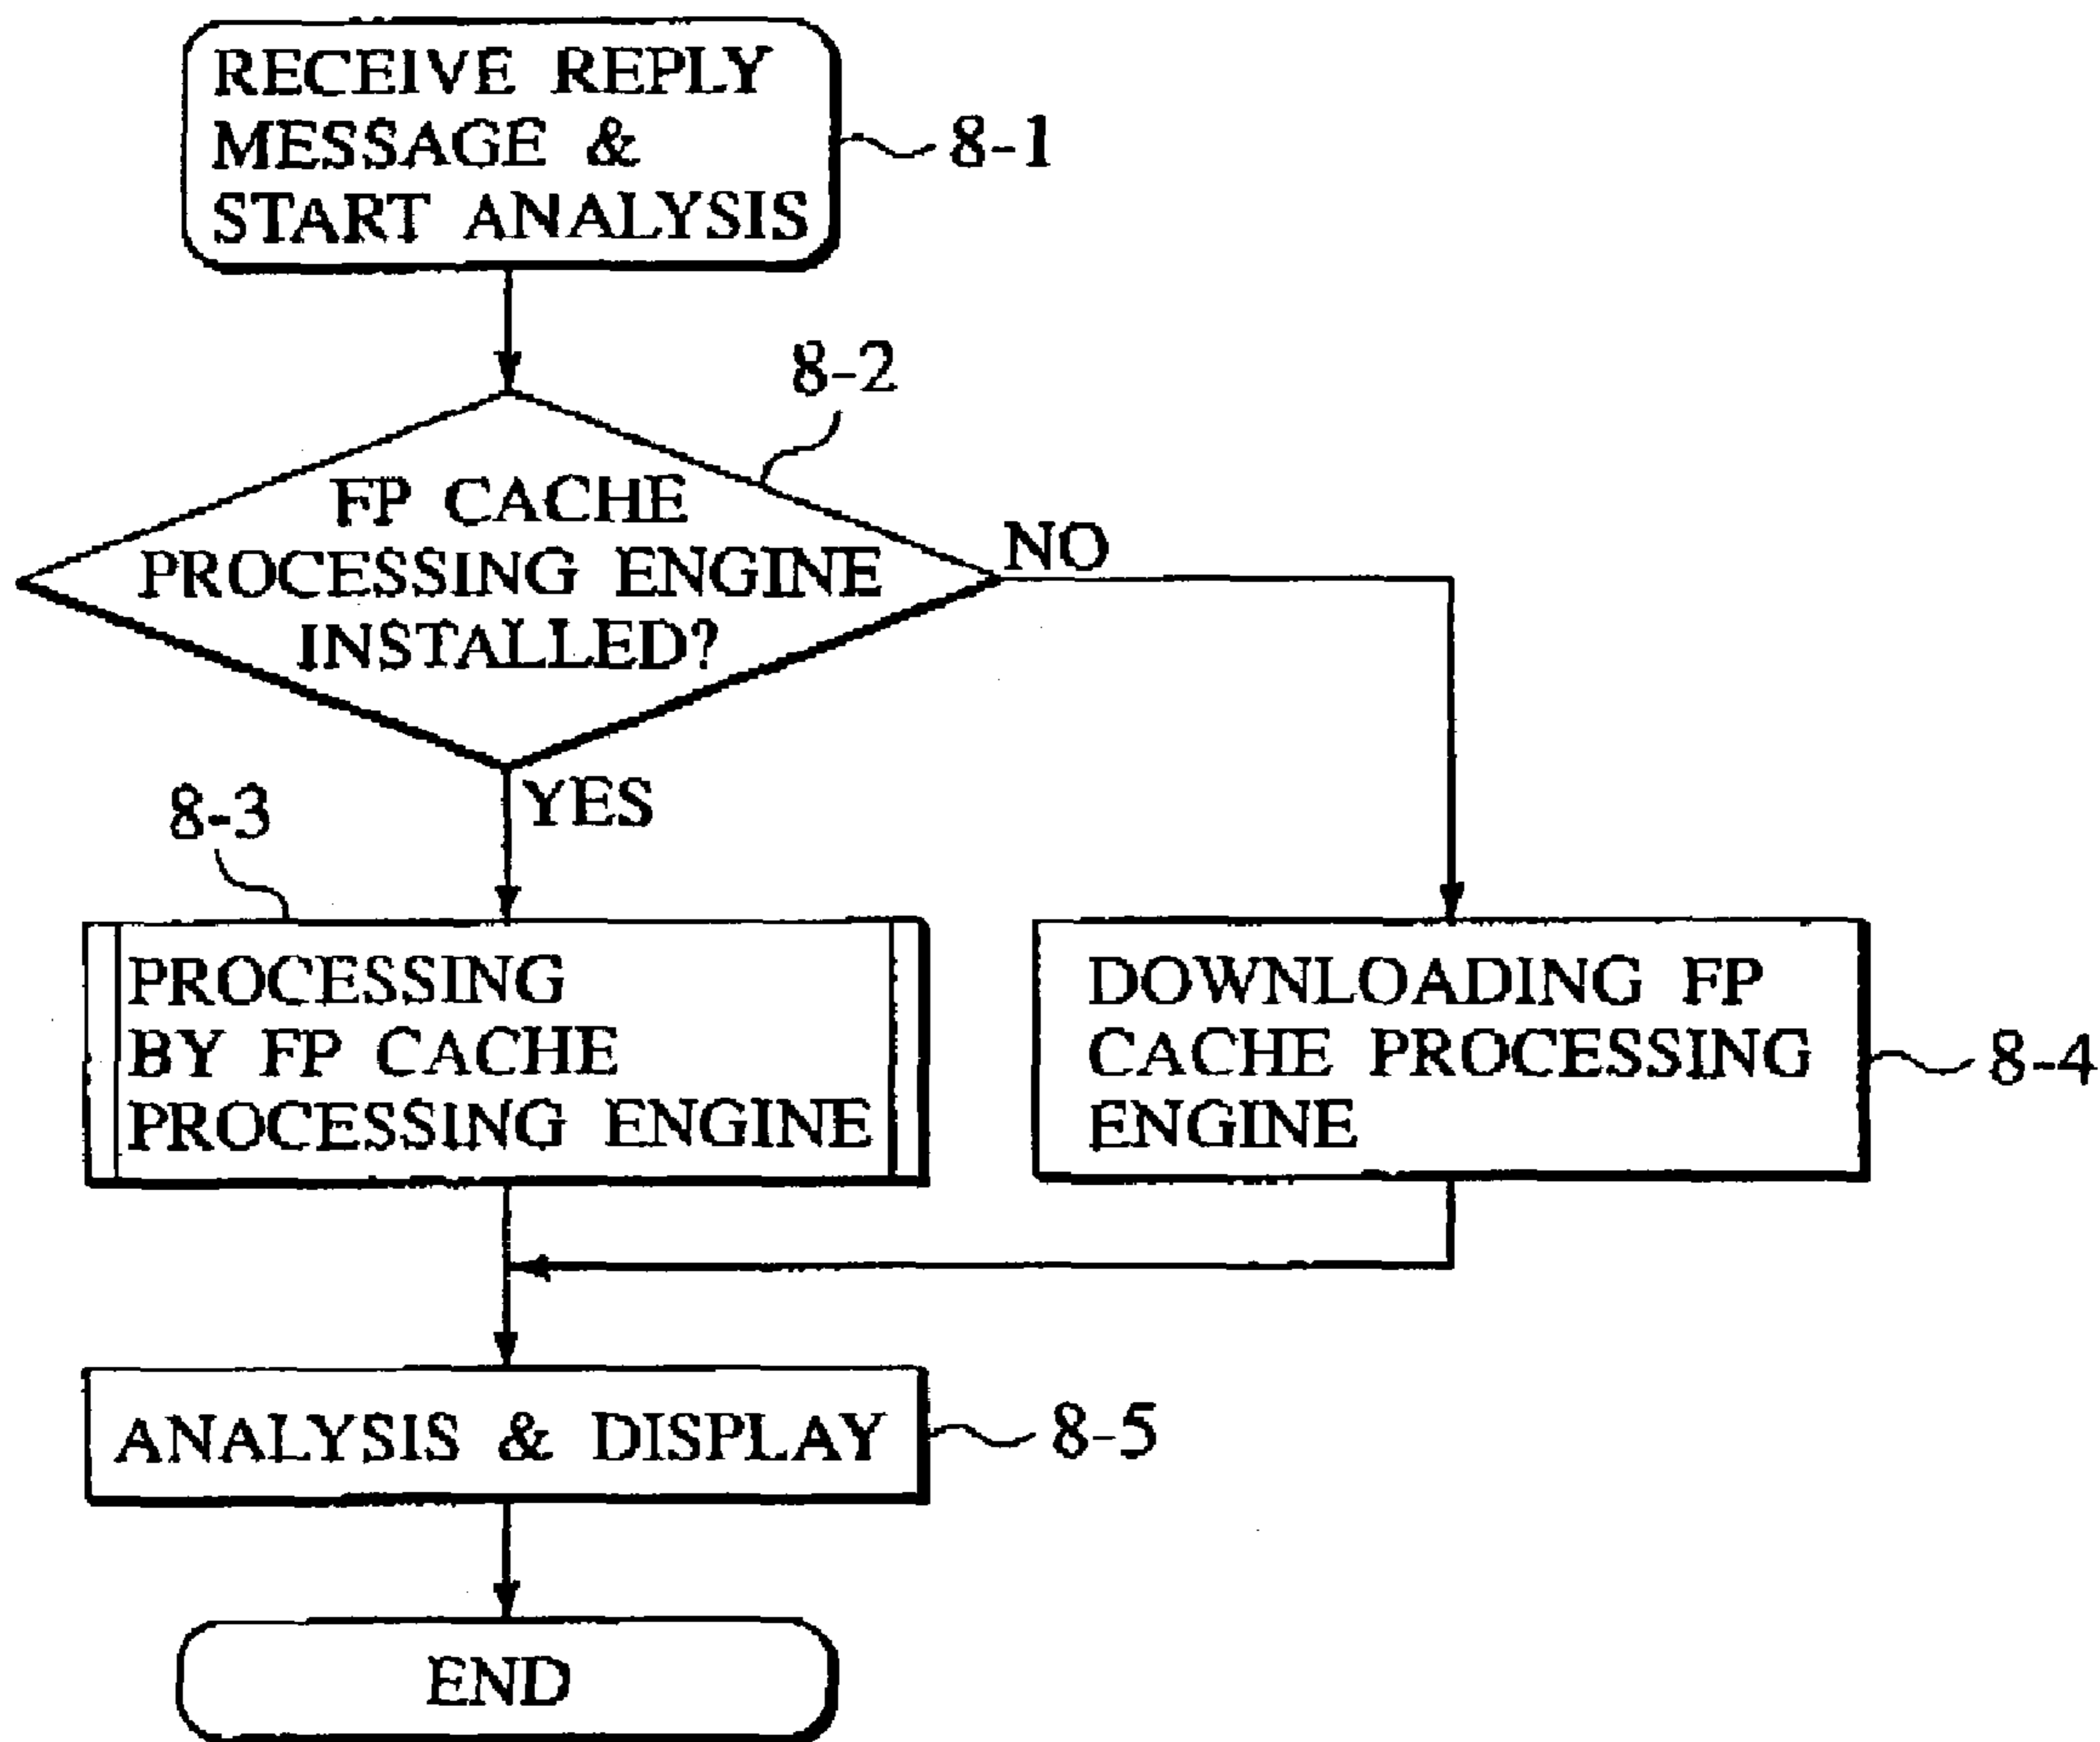 RECEIVE REPLY
MESSAGE &
START ANALYSIS
8-1
8-2
FP CACHE
PROCESSING ENGINE
INSTALLED?
NO
YES
8-3
PROCESSING
BY FP CACHE
PROCESSING ENGINE
DOWNLOADING FP
CACHE PROCESSING
ENGINE
8-4
ANALYSIS & DISPLAY
8-5
END